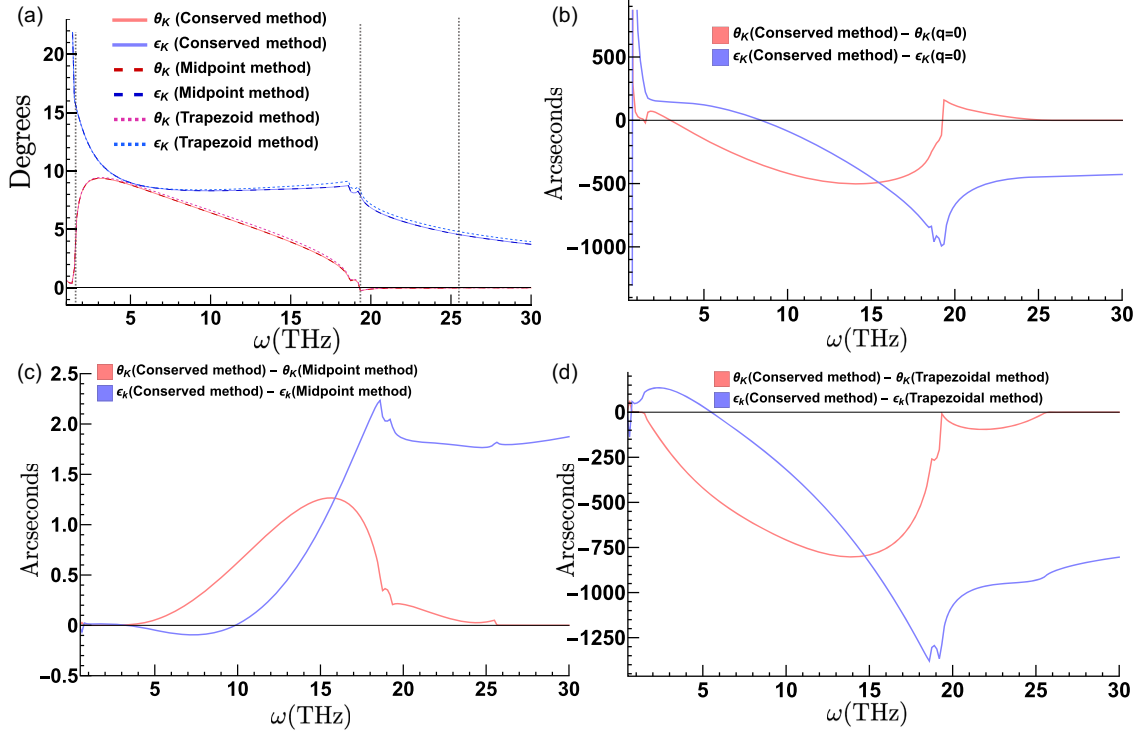 (a)
θK (Conserved method)
ϵK (Conserved method)
θK (Midpoint method)
ϵK (Midpoint method)
θK (Trapezoid method)
ϵK (Trapezoid method)
Degrees
20
15
10
5
0
5 10 15 20 25 30
ω(THz)
(b)
θK(Conserved method) − θK(q=0)
ϵK(Conserved method) − ϵK(q=0)
Arcseconds
500
0
−500
−1000
5 10 15 20 25 30
ω(THz)
(c)
θK(Conserved method) − θK(Midpoint method)
ϵk(Conserved method) − ϵk(Midpoint method)
Arcseconds
2.5
2.0
1.5
1.0
0.5
0
−0.5
5 10 15 20 25 30
ω(THz)
(d)
θK(Conserved method) − θK(Trapezoidal method)
ϵk(Conserved method) − ϵk(Trapezoidal method)
Arcseconds
0
−250
−500
−750
−1000
−1250
5 10 15 20 25 30
ω(THz)